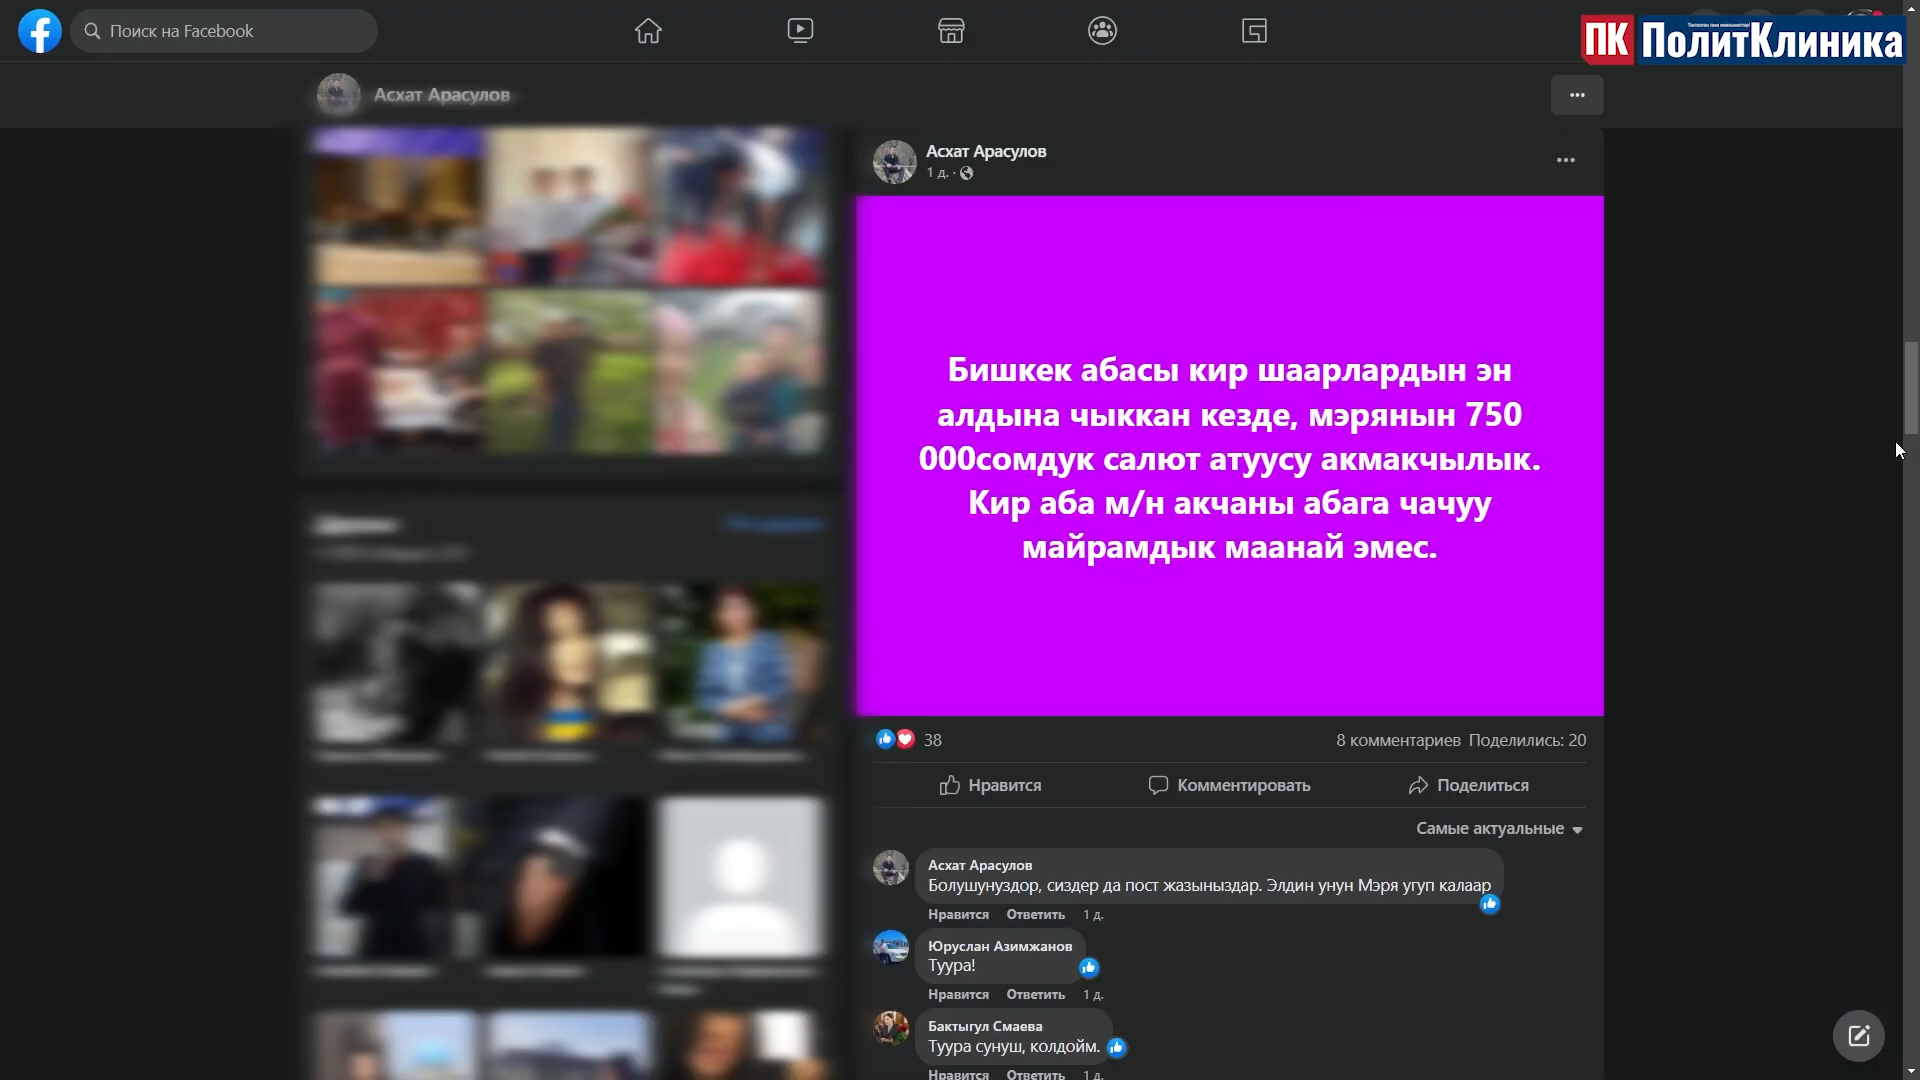 Поиск на Facebook
ПК ПолитКлиника
Асхат Арасулов
Асхат Арасулов
1 д. ·
Бишкек абасы кир шаарлардын эн
алдына чыккан кезде, мэрянын 750
000сомдук салют атуусу акмакчылык.
Кир аба м/н акчаны абага чачуу
майрамдык маанай эмес.
38
8 комментариев Поделились: 20
Нравится Комментировать Поделиться
Самые актуальные
Асхат Арасулов
Болушунуздор, сиздер да пост жазыныздар. Элдин унун Мэря угуп калаар
Нравится Ответить 1 д.
Юруслан Азимжанов
Туура!
Нравится Ответить 1 д.
Бактыгул Смаева
Туура сунуш, колдойм.
Нравится Ответить 1 д.